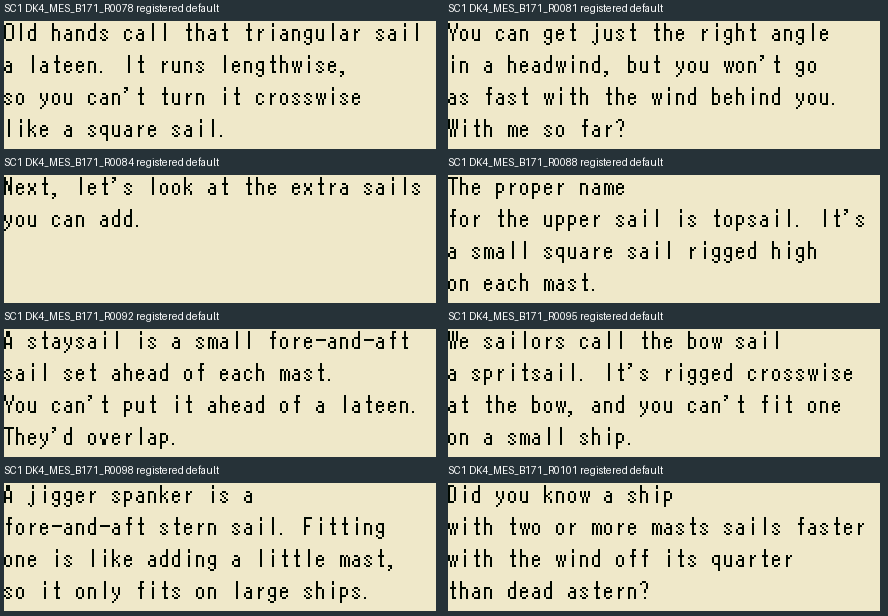 SC1 DK4_MES_B171_R0078 registered default
Old hands call that triangular sail
a lateen. It runs lengthwise,
so you can't turn it crosswise
like a square sail.
SC1 DK4_MES_B171_R0081 registered default
You can get just the right angle
in a headwind, but you won't go
as fast with the wind behind you.
With me so far?
SC1 DK4_MES_B171_R0084 registered default
Next, let's look at the extra sails
you can add.
SC1 DK4_MES_B171_R0088 registered default
The proper name
for the upper sail is topsail. It's
a small square sail rigged high
on each mast.
SC1 DK4_MES_B171_R0092 registered default
A staysail is a small fore-and-aft
sail set ahead of each mast.
You can't put it ahead of a lateen.
They'd overlap.
SC1 DK4_MES_B171_R0095 registered default
We sailors call the bow sail
a spritsail. It's rigged crosswise
at the bow, and you can't fit one
on a small ship.
SC1 DK4_MES_B171_R0098 registered default
A jigger spanker is a
fore-and-aft stern sail. Fitting
one is like adding a little mast,
so it only fits on large ships.
SC1 DK4_MES_B171_R0101 registered default
Did you know a ship
with two or more masts sails faster
with the wind off its quarter
than dead astern?